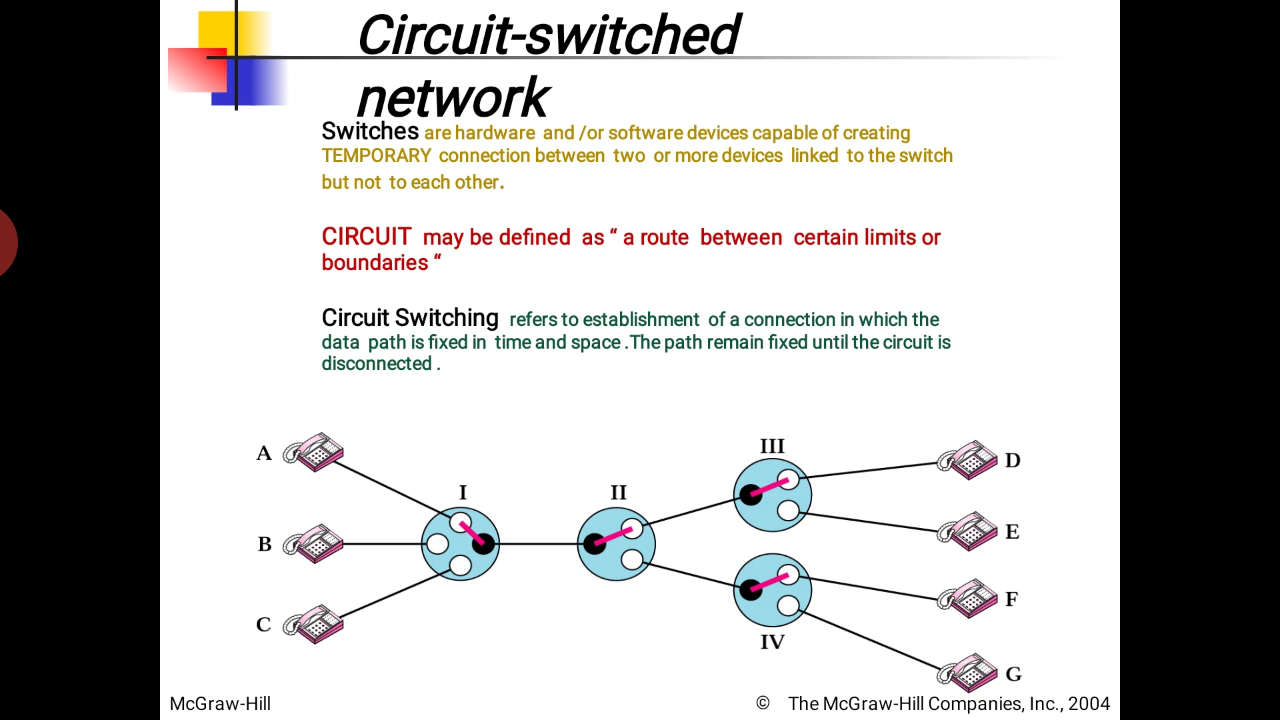 Circuit-switched
network
Switches are hardware and /or software devices capable of creating
TEMPORARY connection between two or more devices linked to the switch
but not to each other.
CIRCUIT may be defined as “ a route between certain limits or
boundaries “
Circuit Switching refers to establishment of a connection in which the
data path is fixed in time and space .The path remain fixed until the circuit is
disconnected .
A
B
C
I
II
III
IV
D
E
F
G
McGraw-Hill
© The McGraw-Hill Companies, Inc., 2004